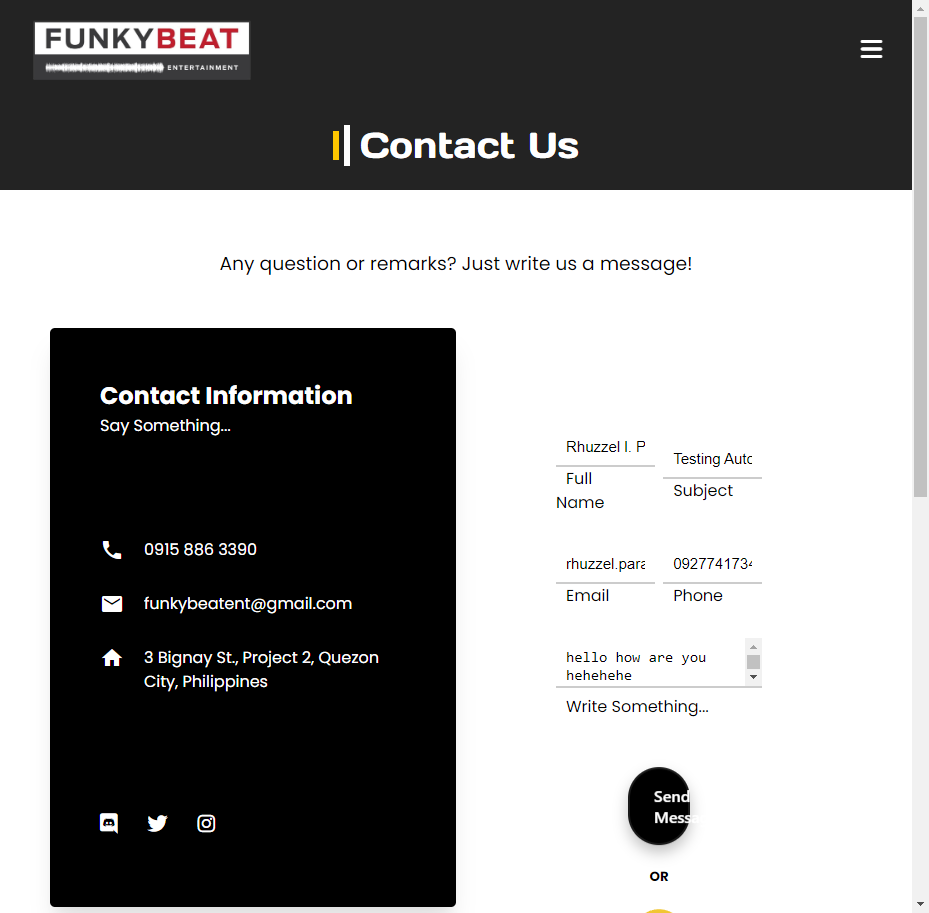 FUNKYBEAT
ENTERTAINMENT
Contact Us
Any question or remarks? Just write us a message!
Contact Information
Say Something...
0915 886 3390
funkybeatent@gmail.com
3 Bignay St., Project 2, Quezon
City, Philippines
Rhuzzel I. P
Full
Name
Testing Auto
Subject
rhuzzel.para
Email
0927741734
Phone
hello how are you
hehehehe
Write Something...
Send
Messa
OR